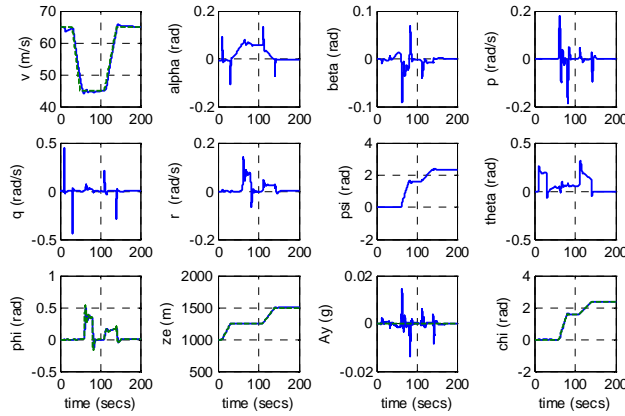 v (m/s)
70
60
50
40
0 100 200
alpha (rad)
0.2
0
-0.2
0 100 200
beta (rad)
0.1
0
-0.1
0 100 200
p (rad/s)
0.2
0
-0.2
0 100 200
q (rad/s)
0.5
0
-0.5
0 100 200
r (rad/s)
0.2
0
-0.2
0 100 200
psi (rad)
4
2
0
-2
0 100 200
theta (rad)
0.5
0
-0.5
0 100 200
phi (rad)
1
0.5
0
-0.5
0 100 200
time (secs)
ze (m)
2000
1500
1000
500
0 100 200
time (secs)
Ay (g)
0.02
0
-0.02
0 100 200
time (secs)
chi (rad)
4
2
0
-2
0 100 200
time (secs)